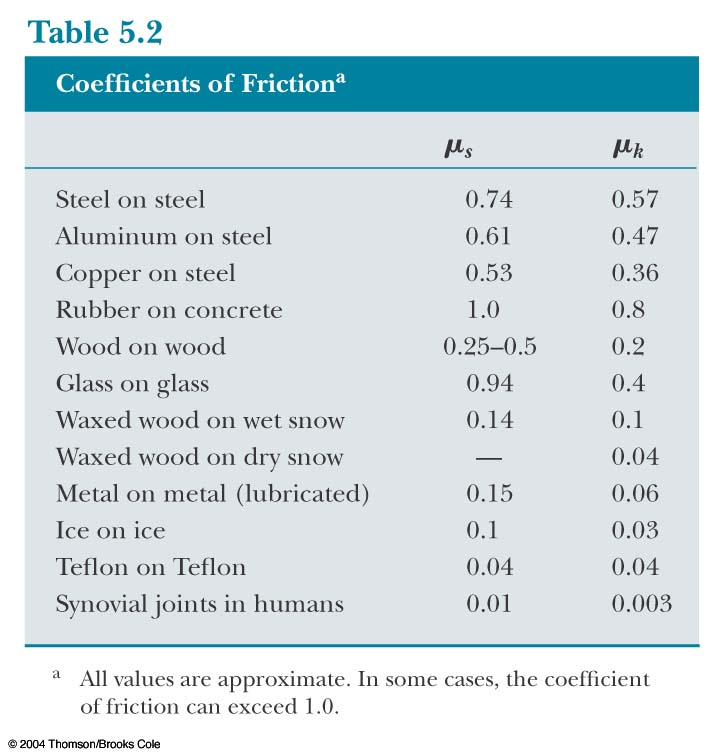 Table 5.2
Coefficients of Frictionᵃ
μₛ μₖ
Steel on steel 0.74 0.57
Aluminum on steel 0.61 0.47
Copper on steel 0.53 0.36
Rubber on concrete 1.0 0.8
Wood on wood 0.25–0.5 0.2
Glass on glass 0.94 0.4
Waxed wood on wet snow 0.14 0.1
Waxed wood on dry snow — 0.04
Metal on metal (lubricated) 0.15 0.06
Ice on ice 0.1 0.03
Teflon on Teflon 0.04 0.04
Synovial joints in humans 0.01 0.003
ᵃ All values are approximate. In some cases, the coefficient
of friction can exceed 1.0.
© 2004 Thomson/Brooks Cole